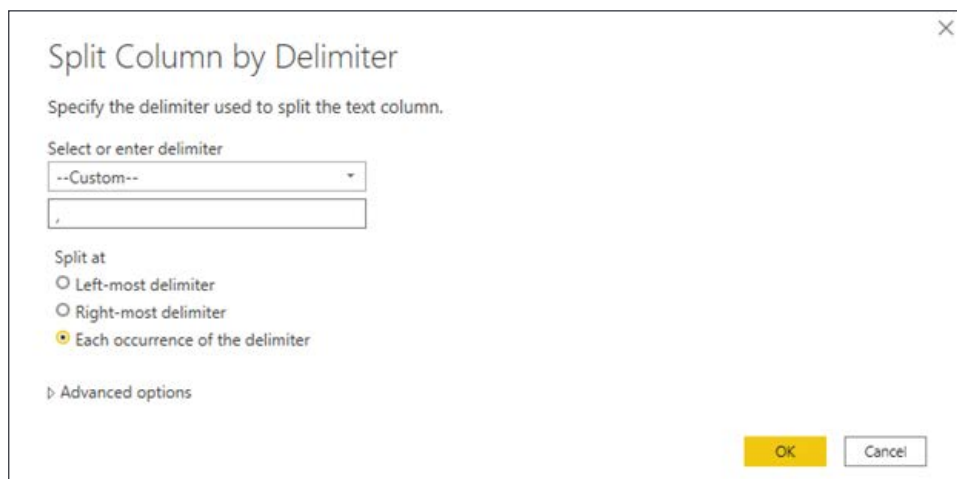 Split Column by Delimiter
Specify the delimiter used to split the text column.
Select or enter delimiter
--Custom--
,
Split at
Left-most delimiter
Right-most delimiter
Each occurrence of the delimiter
Advanced options
OK Cancel